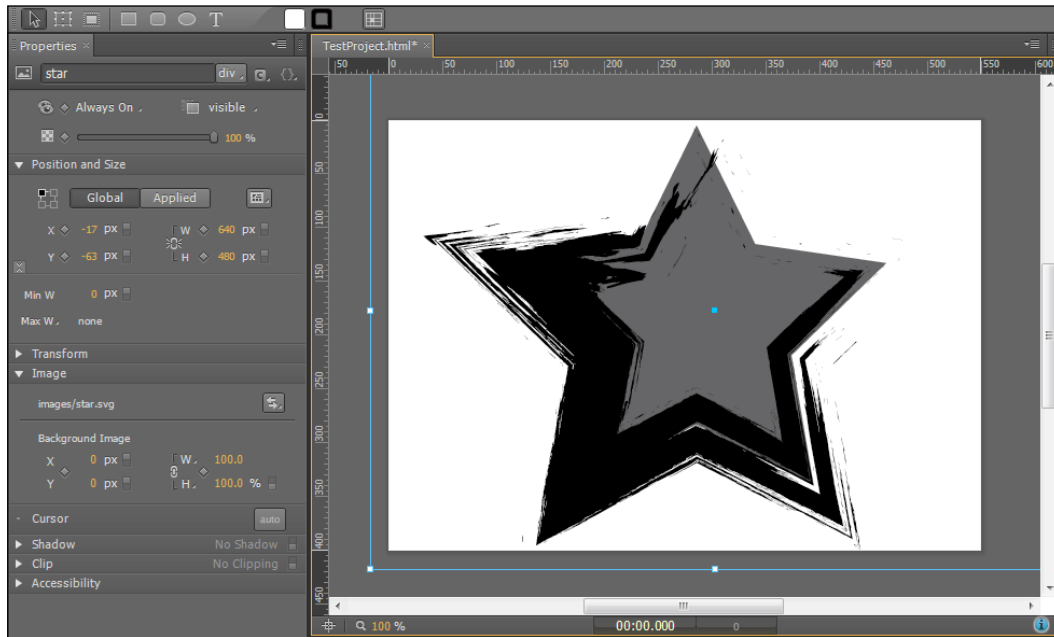 T
Properties ×
TestProject.html* ×
star
div
C
{}
50 0 50 100 150 200 250 300 350 400 450 500 550 600
Always On
visible
100 %
Position and Size
Global Applied
X -17 px W 640 px
Y -63 px H 480 px
Min W 0 px
Max W none
Transform
Image
images/star.svg
Background Image
X 0 px W 100.0
Y 0 px H 100.0 %
Cursor auto
Shadow No Shadow
Clip No Clipping
Accessibility
0
50
100
150
200
250
300
350
400
450
100 %
00:00.000
0
i